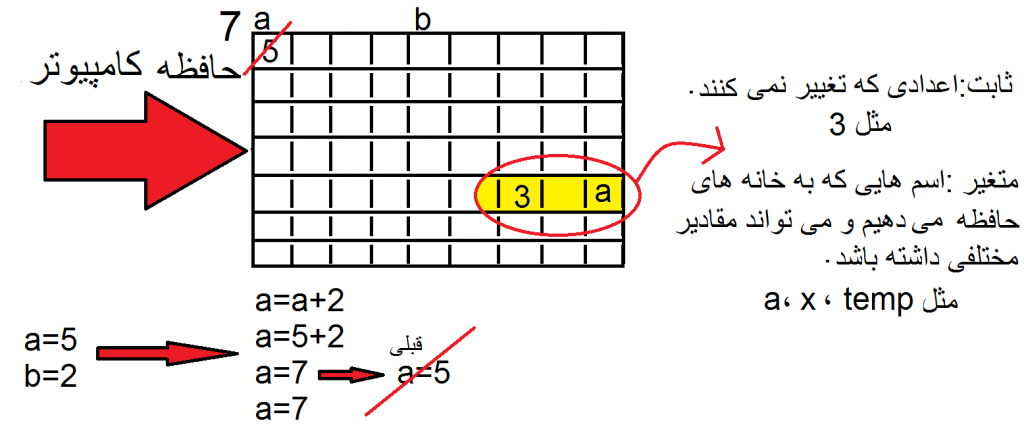 7 a b
5
حافظه کامپیوتر
ثابت:اعدادی که تغییر نمی کنند.
مثل 3
3 a
متغیر :اسم هایی که به خانه های
حافظه می دهیم و می تواند مقادیر
مختلفی داشته باشد.
مثل a، x ، temp
a=5
b=2
a=a+2
a=5+2
a=7
قبلی
a=5
a=7